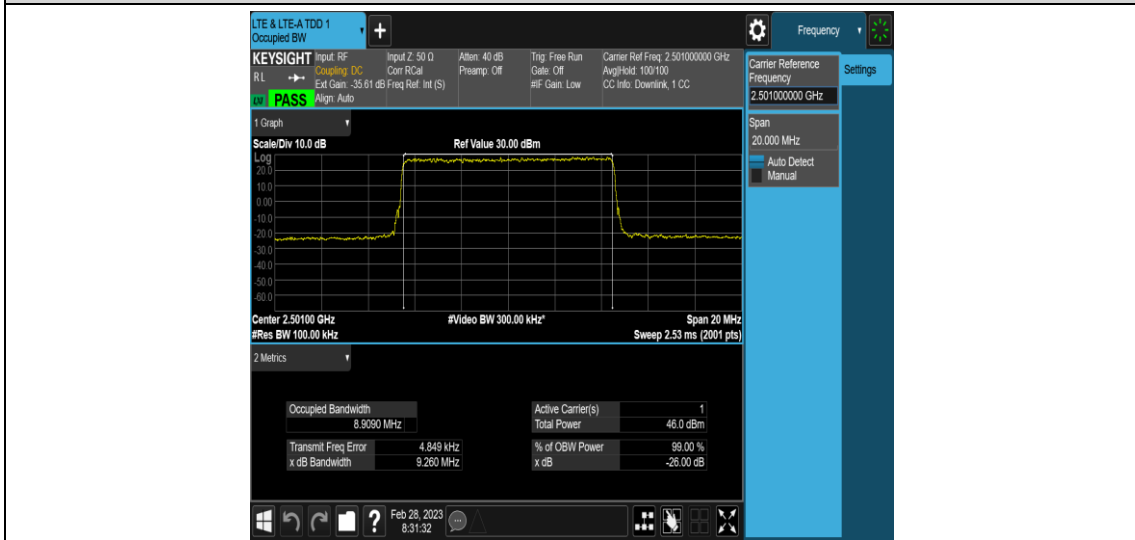 LTE & LTE-A TDD 1
Occupied BW
+
Frequency
KEYSIGHT
R L
LW PASS
Input: RF
Coupling: DC
Ext Gain: -35.61 dB
Align: Auto
Input Z: 50 Ω
Corr RCal
Freq Ref: Int (S)
Atten: 40 dB
Preamp: Off
Trig: Free Run
Gate: Off
#IF Gain: Low
Carrier Ref Freq: 2.501000000 GHz
Avg|Hold: 100/100
CC Info: Downlink, 1 CC
Carrier Reference
Frequency
2.501000000 GHz
Settings
Span
20.000 MHz
Auto Detect
Manual
1 Graph
Scale/Div 10.0 dB
Ref Value 30.00 dBm
Log
20.0
10.0
0.00
-10.0
-20.0
-30.0
-40.0
-50.0
-60.0
Center 2.50100 GHz
#Video BW 300.00 kHz*
Span 20 MHz
#Res BW 100.00 kHz
Sweep 2.53 ms (2001 pts)
2 Metrics
Occupied Bandwidth
8.9090 MHz
Transmit Freq Error 4.849 kHz
x dB Bandwidth 9.260 MHz
Active Carrier(s) 1
Total Power 46.0 dBm
% of OBW Power 99.00 %
x dB -26.00 dB
?
Feb 28, 2023
8:31:32